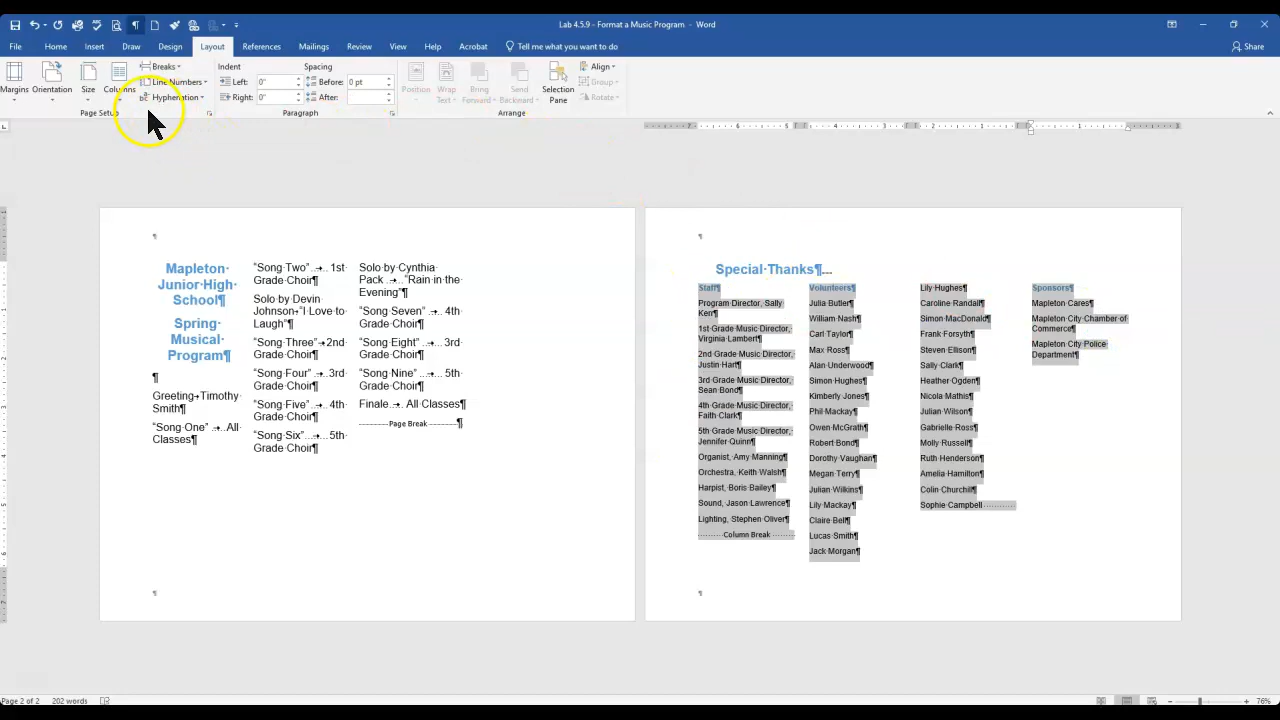 Lab 4.5.9 - Format a Music Program - Word
File Home Insert Draw Design Layout References Mailings Review View Help Acrobat Tell me what you want to do Share
Margins Orientation Size Columns Breaks Line Numbers Hyphenation
Page Setup
Indent Spacing
Left: 0" Before: 0 pt
Right: 0" After:
Paragraph
Position Wrap Text Bring Forward Send Backward Selection Pane Align Group Rotate
Arrange
Mapleton·
Junior·High·
School¶
Spring·
Musical·
Program¶
¶
Greeting→Timothy·
Smith¶
“Song·One”·..→..All·
Classes¶
“Song·Two”..→..1st·
Grade·Choir¶
Solo·by·Devin·
Johnson→“I·Love·to·
Laugh”¶
“Song·Three”→2nd·
Grade·Choir¶
“Song·Four”..→..3rd·
Grade·Choir¶
“Song·Five”..→..4th·
Grade·Choir¶
“Song·Six”...→..5th·
Grade·Choir¶
Solo·by·Cynthia·
Pack·..→..“Rain·in·the·
Evening”¶
“Song·Seven”..→..4th·
Grade·Choir¶
“Song·Eight”..→..3rd·
Grade·Choir¶
“Song·Nine”..→..5th·
Grade·Choir¶
Finale..→..All·Classes¶
Page Break¶
Special·Thanks¶
Staff¶
Program·Director,·Sally·
Kerr¶
1st·Grade·Music·Director,·
Virginia·Lambert¶
2nd·Grade·Music·Director,·
Justin·Hart¶
3rd·Grade·Music·Director,·
Sean·Bond¶
4th·Grade·Music·Director,·
Faith·Clark¶
5th·Grade·Music·Director,·
Jennifer·Quinn¶
Organist,·Amy·Manning¶
Orchestra,·Keith·Walsh¶
Harpist,·Boris·Bailey¶
Sound,·Jason·Lawrence¶
Lighting,·Stephen·Oliver¶
Column Break
Volunteers¶
Julia·Butler¶
William·Nash¶
Carl·Taylor¶
Max·Ross¶
Alan·Underwood¶
Simon·Hughes¶
Kimberly·Jones¶
Phil·Mackay¶
Owen·McGrath¶
Robert·Bond¶
Dorothy·Vaughan¶
Megan·Terry¶
Julian·Wilkins¶
Lily·Mackay¶
Claire·Bell¶
Lucas·Smith¶
Jack·Morgan¶
Lily·Hughes¶
Caroline·Randall¶
Simon·MacDonald¶
Frank·Forsyth¶
Steven·Ellison¶
Sally·Clark¶
Heather·Ogden¶
Nicola·Mathis¶
Julian·Wilson¶
Gabrielle·Ross¶
Molly·Russell¶
Ruth·Henderson¶
Amelia·Hamilton¶
Colin·Churchill¶
Sophie·Campbell
Sponsors¶
Mapleton·Cares¶
Mapleton·City·Chamber·of·
Commerce¶
Mapleton·City·Police·
Department¶
Page 2 of 2 202 words 76%